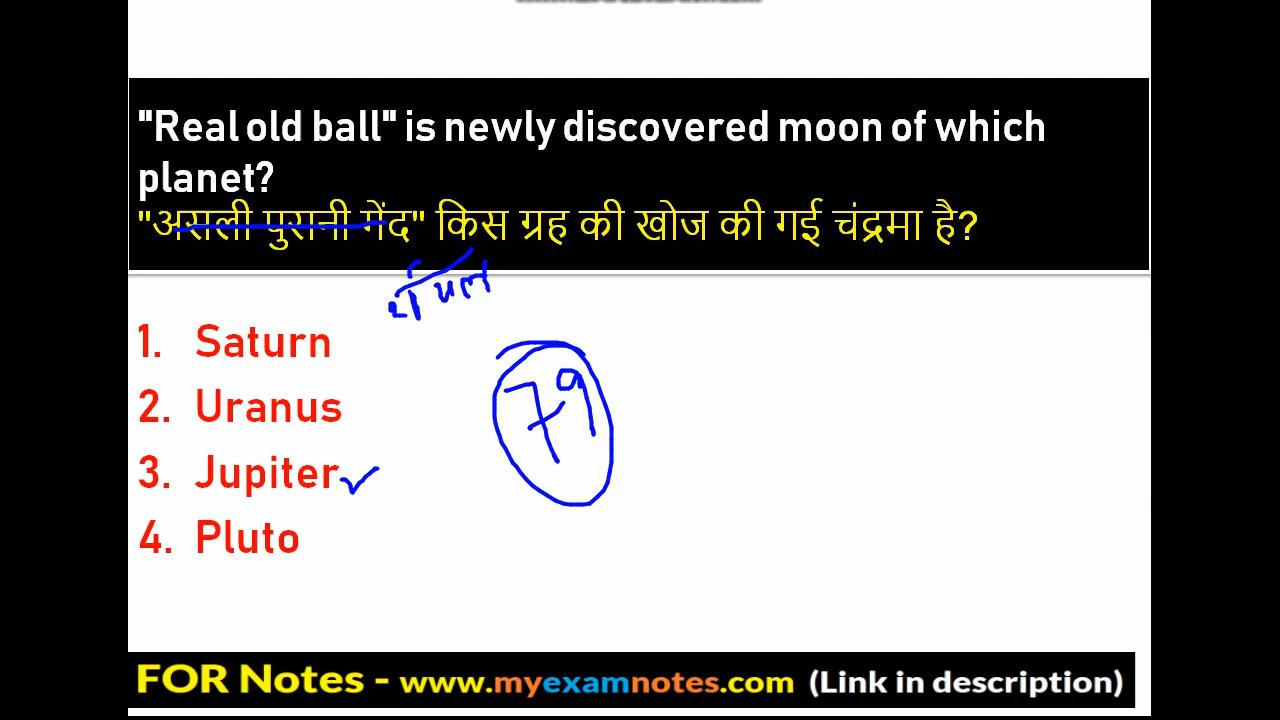 "Real old ball" is newly discovered moon of which
planet?
"असली पुरानी गेंद" किस ग्रह की खोज की गई चंद्रमा है?
1. Saturn
2. Uranus
3. Jupiter
4. Pluto
79
FOR Notes - www.myexamnotes.com (Link in description)